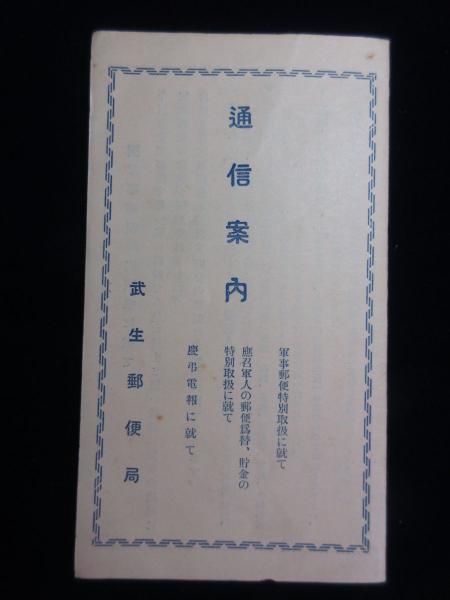 通信案内
軍事郵便特別取扱に就て
應召軍人の郵便爲替、貯金の
特別取扱に就て
慶弔電報に就て
武生郵便局